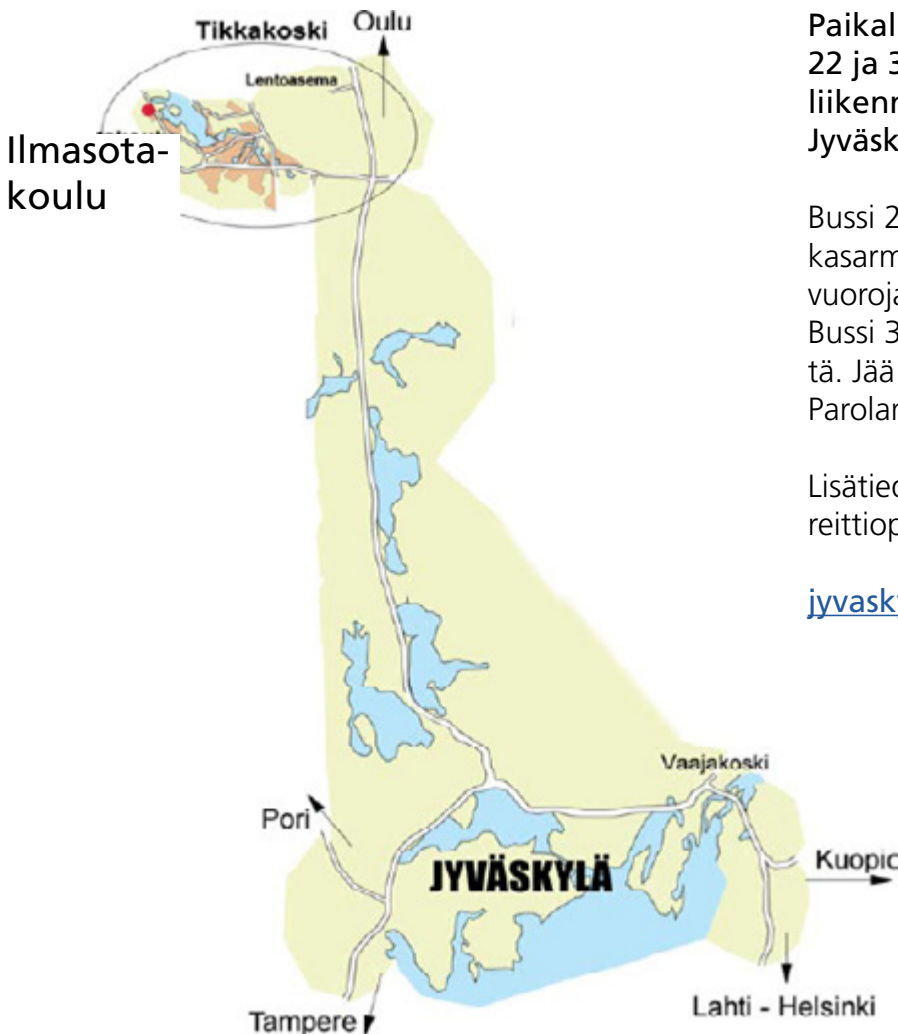 Oulu
Tikkakoski
Lentoasema
Ilmasota-
koulu
Vaajakoski
Pori
JYVÄSKYLÄ
Kuopio
Lahti - Helsinki
Tampere
Paikal
22 ja 3
liikenn
Jyväsk
Bussi 2
kasarm
vuoroja
Bussi 3
tä. Jää
Parolan
Lisätied
reittiop
jyvasky